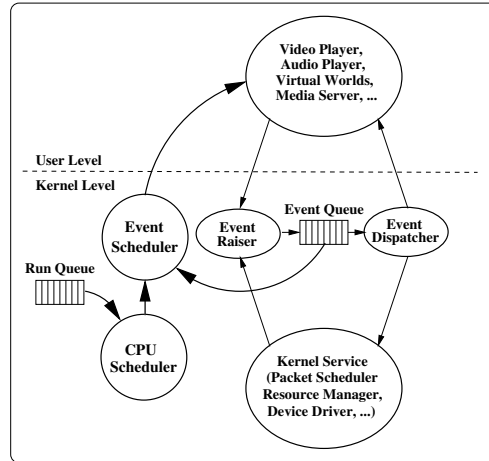 Video Player,
Audio Player,
Virtual Worlds,
Media Server, ...
User Level
Kernel Level
Event
Scheduler
Event
Raiser
Event Queue
Event
Dispatcher
Run Queue
CPU
Scheduler
Kernel Service
(Packet Scheduler
Resource Manager,
Device Driver, ...)